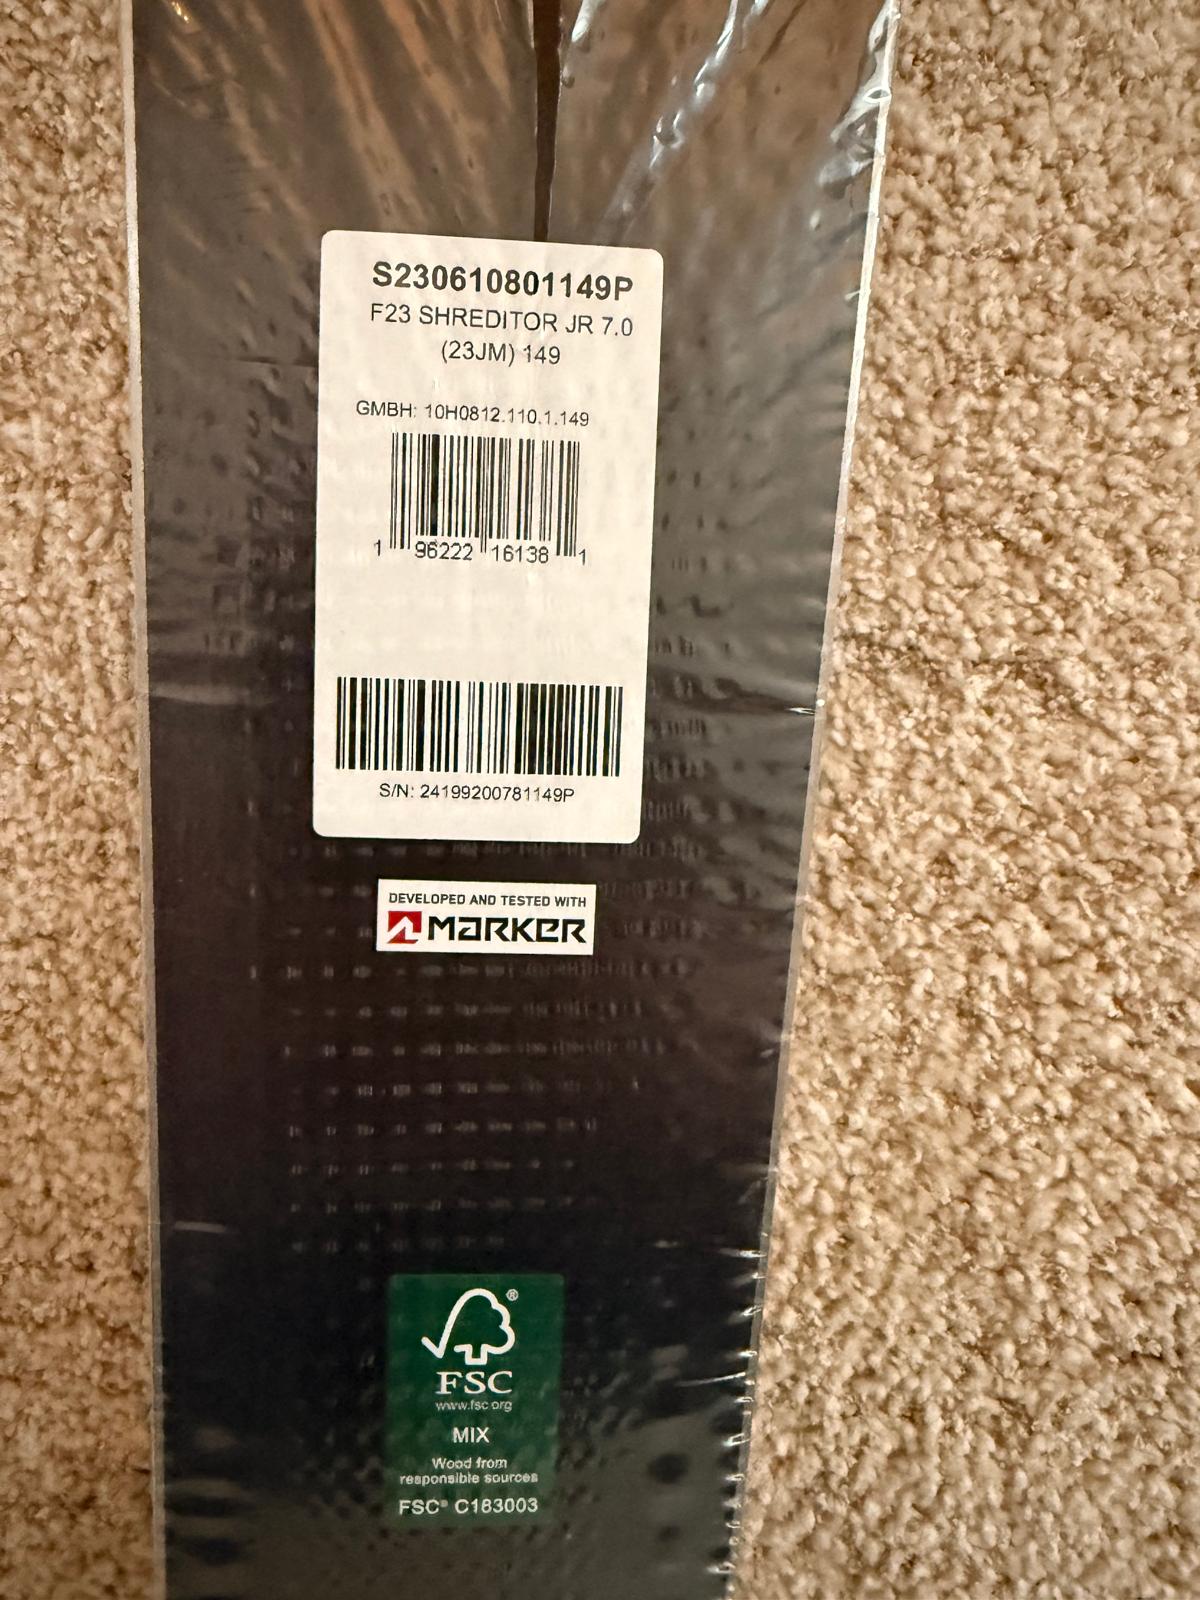 S230610801149P
F23 SHREDITOR JR 7.0
(23JM) 149
GMBH: 10H0812.110.1.149
1 96222 16138 1
S/N: 24199200781149P
DEVELOPED AND TESTED WITH
MARKER
®
FSC
www.fsc.org
MIX
Wood from
responsible sources
FSC® C183003